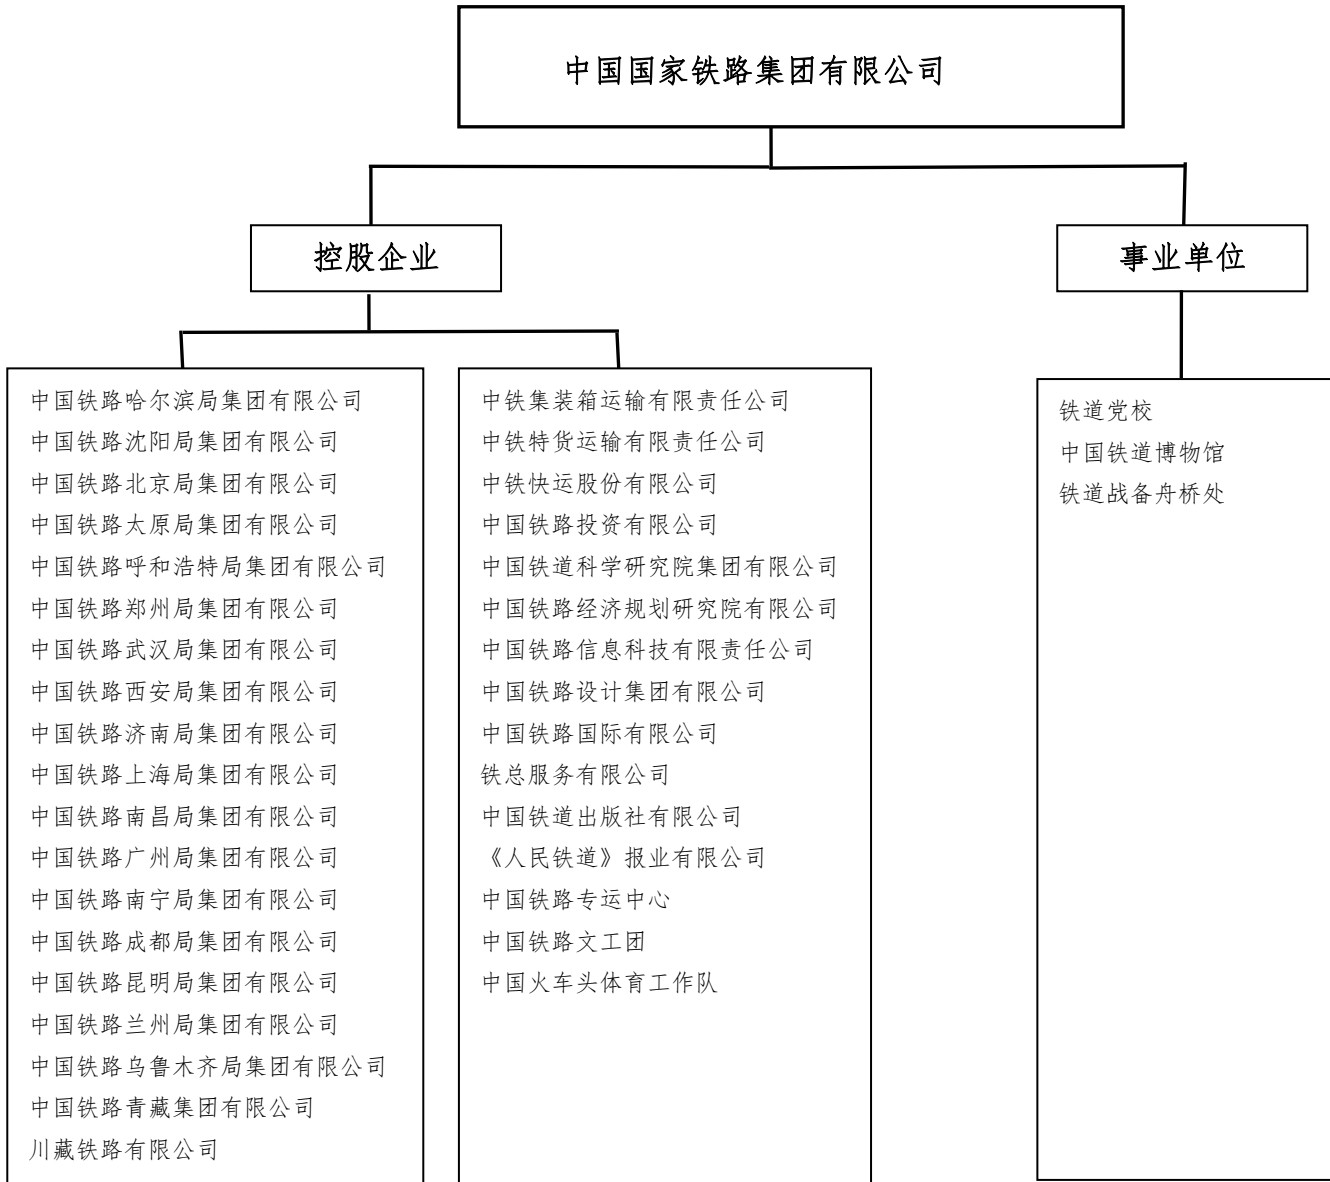 中国国家铁路集团有限公司
控股企业
事业单位
中国铁路哈尔滨局集团有限公司
中国铁路沈阳局集团有限公司
中国铁路北京局集团有限公司
中国铁路太原局集团有限公司
中国铁路呼和浩特局集团有限公司
中国铁路郑州局集团有限公司
中国铁路武汉局集团有限公司
中国铁路西安局集团有限公司
中国铁路济南局集团有限公司
中国铁路上海局集团有限公司
中国铁路南昌局集团有限公司
中国铁路广州局集团有限公司
中国铁路南宁局集团有限公司
中国铁路成都局集团有限公司
中国铁路昆明局集团有限公司
中国铁路兰州局集团有限公司
中国铁路乌鲁木齐局集团有限公司
中国铁路青藏集团有限公司
川藏铁路有限公司
中铁集装箱运输有限责任公司
中铁特货运输有限责任公司
中铁快运股份有限公司
中国铁路投资有限公司
中国铁道科学研究院集团有限公司
中国铁路经济规划研究院有限公司
中国铁路信息科技有限责任公司
中国铁路设计集团有限公司
中国铁路国际有限公司
铁总服务有限公司
中国铁道出版社有限公司
《人民铁道》报业有限公司
中国铁路专运中心
中国铁路文工团
中国火车头体育工作队
铁道党校
中国铁道博物馆
铁道战备舟桥处